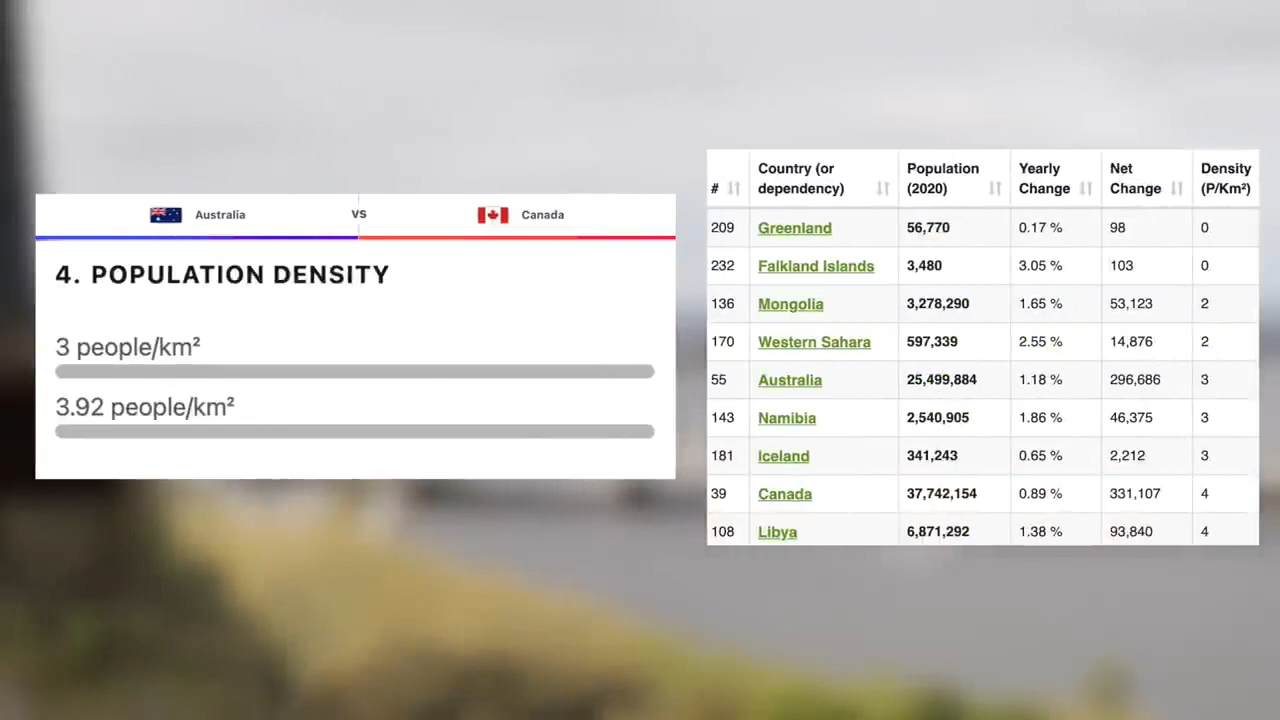 Australia vs Canada
4. POPULATION DENSITY
3 people/km²
3.92 people/km²
# Country (or dependency) Population (2020) Yearly Change Net Change Density (P/Km²)
209 Greenland 56,770 0.17 % 98 0
232 Falkland Islands 3,480 3.05 % 103 0
136 Mongolia 3,278,290 1.65 % 53,123 2
170 Western Sahara 597,339 2.55 % 14,876 2
55 Australia 25,499,884 1.18 % 296,686 3
143 Namibia 2,540,905 1.86 % 46,375 3
181 Iceland 341,243 0.65 % 2,212 3
39 Canada 37,742,154 0.89 % 331,107 4
108 Libya 6,871,292 1.38 % 93,840 4